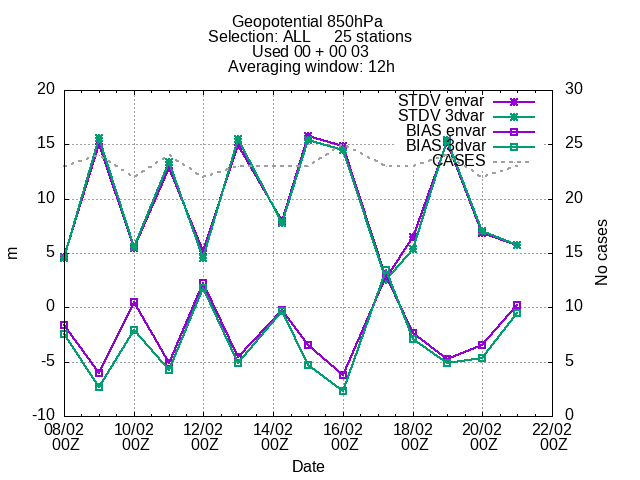 Geopotential 850hPa
Selection: ALL 25 stations
Used 00 + 00 03
Averaging window: 12h
20
15
10
5
0
-5
-10
m
30
25
20
15
10
5
0
No cases
STDV envar
STDV 3dvar
BIAS envar
BIAS 3dvar
CASES
08/02 10/02 12/02 14/02 16/02 18/02 20/02 22/02
00Z 00Z 00Z 00Z 00Z 00Z 00Z 00Z
Date